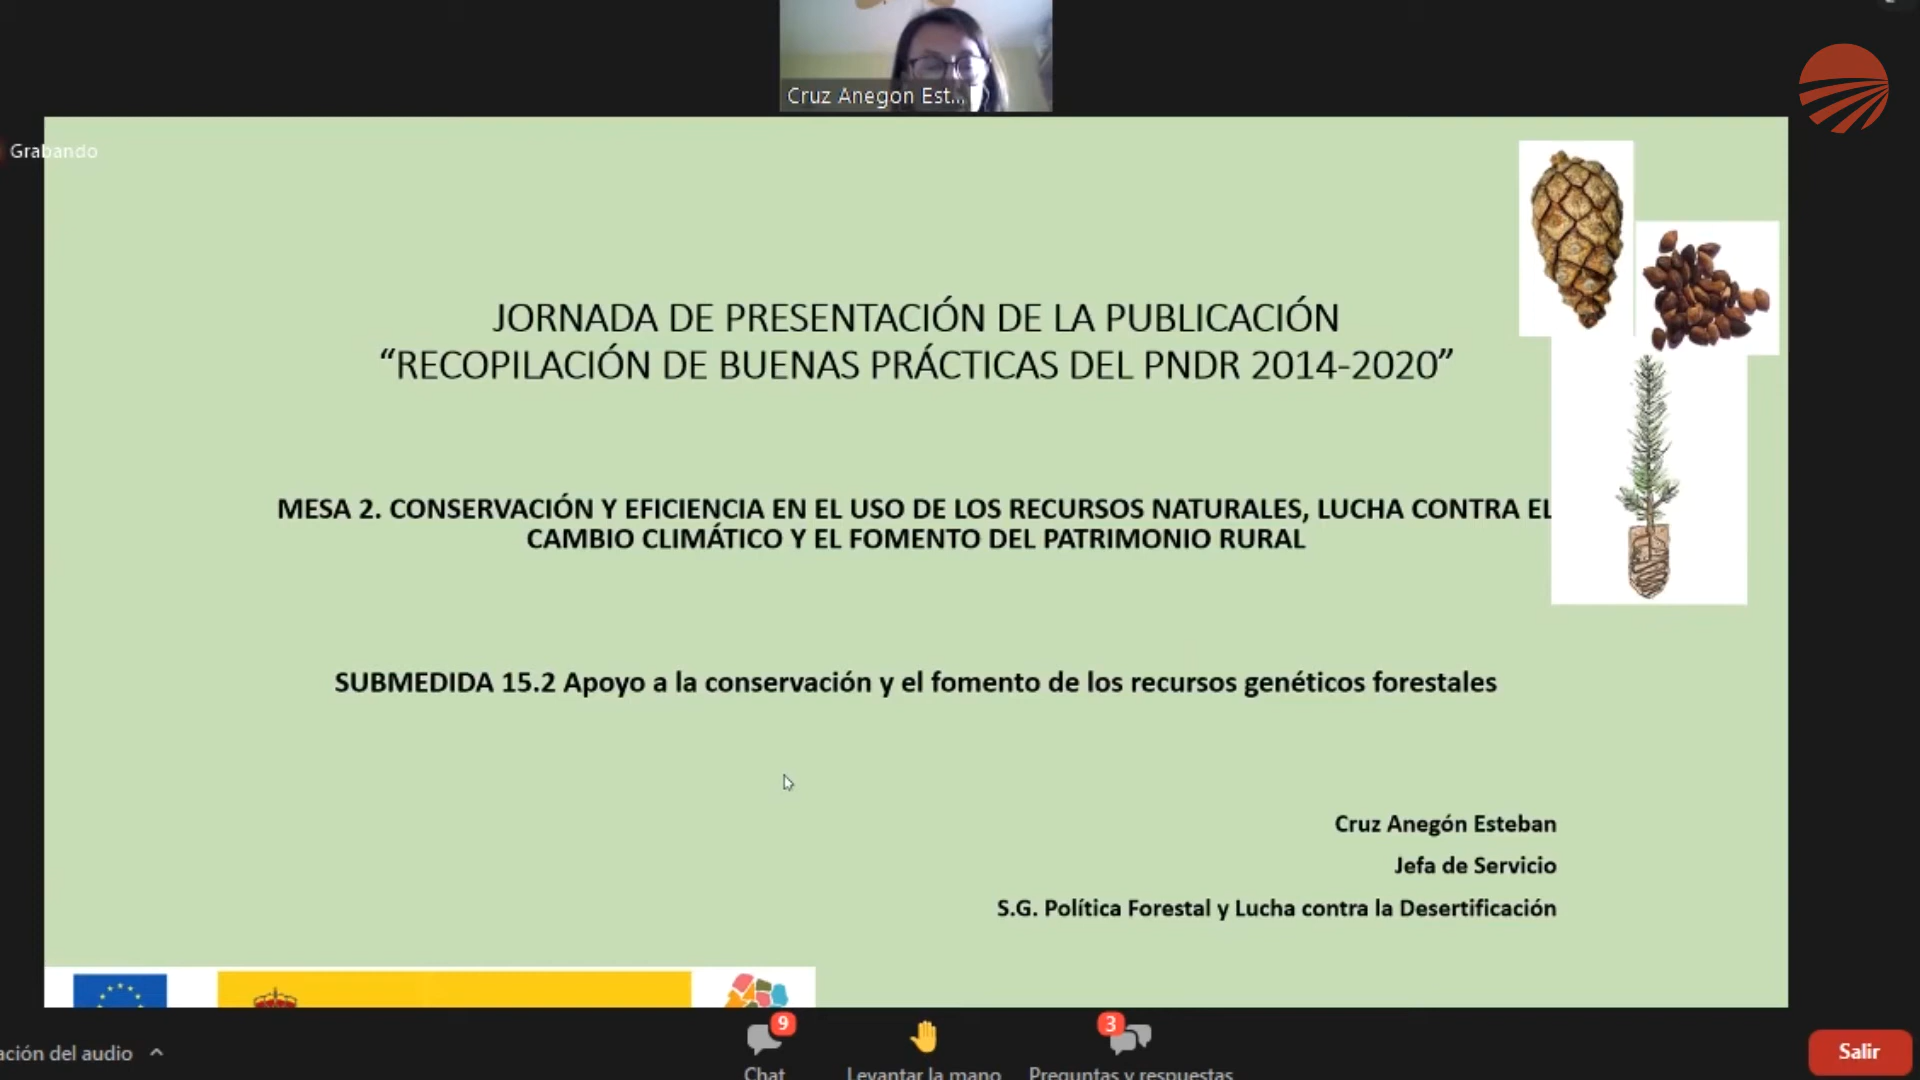 Cruz Anegon Est...
Grabando
JORNADA DE PRESENTACIÓN DE LA PUBLICACIÓN
“RECOPILACIÓN DE BUENAS PRÁCTICAS DEL PNDR 2014-2020”
MESA 2. CONSERVACIÓN Y EFICIENCIA EN EL USO DE LOS RECURSOS NATURALES, LUCHA CONTRA EL
CAMBIO CLIMÁTICO Y EL FOMENTO DEL PATRIMONIO RURAL
SUBMEDIDA 15.2 Apoyo a la conservación y el fomento de los recursos genéticos forestales
Cruz Anegón Esteban
Jefa de Servicio
S.G. Política Forestal y Lucha contra la Desertificación
9
3
ación del audio
Salir
Chat
Levantar la mano
Preguntas y respuestas